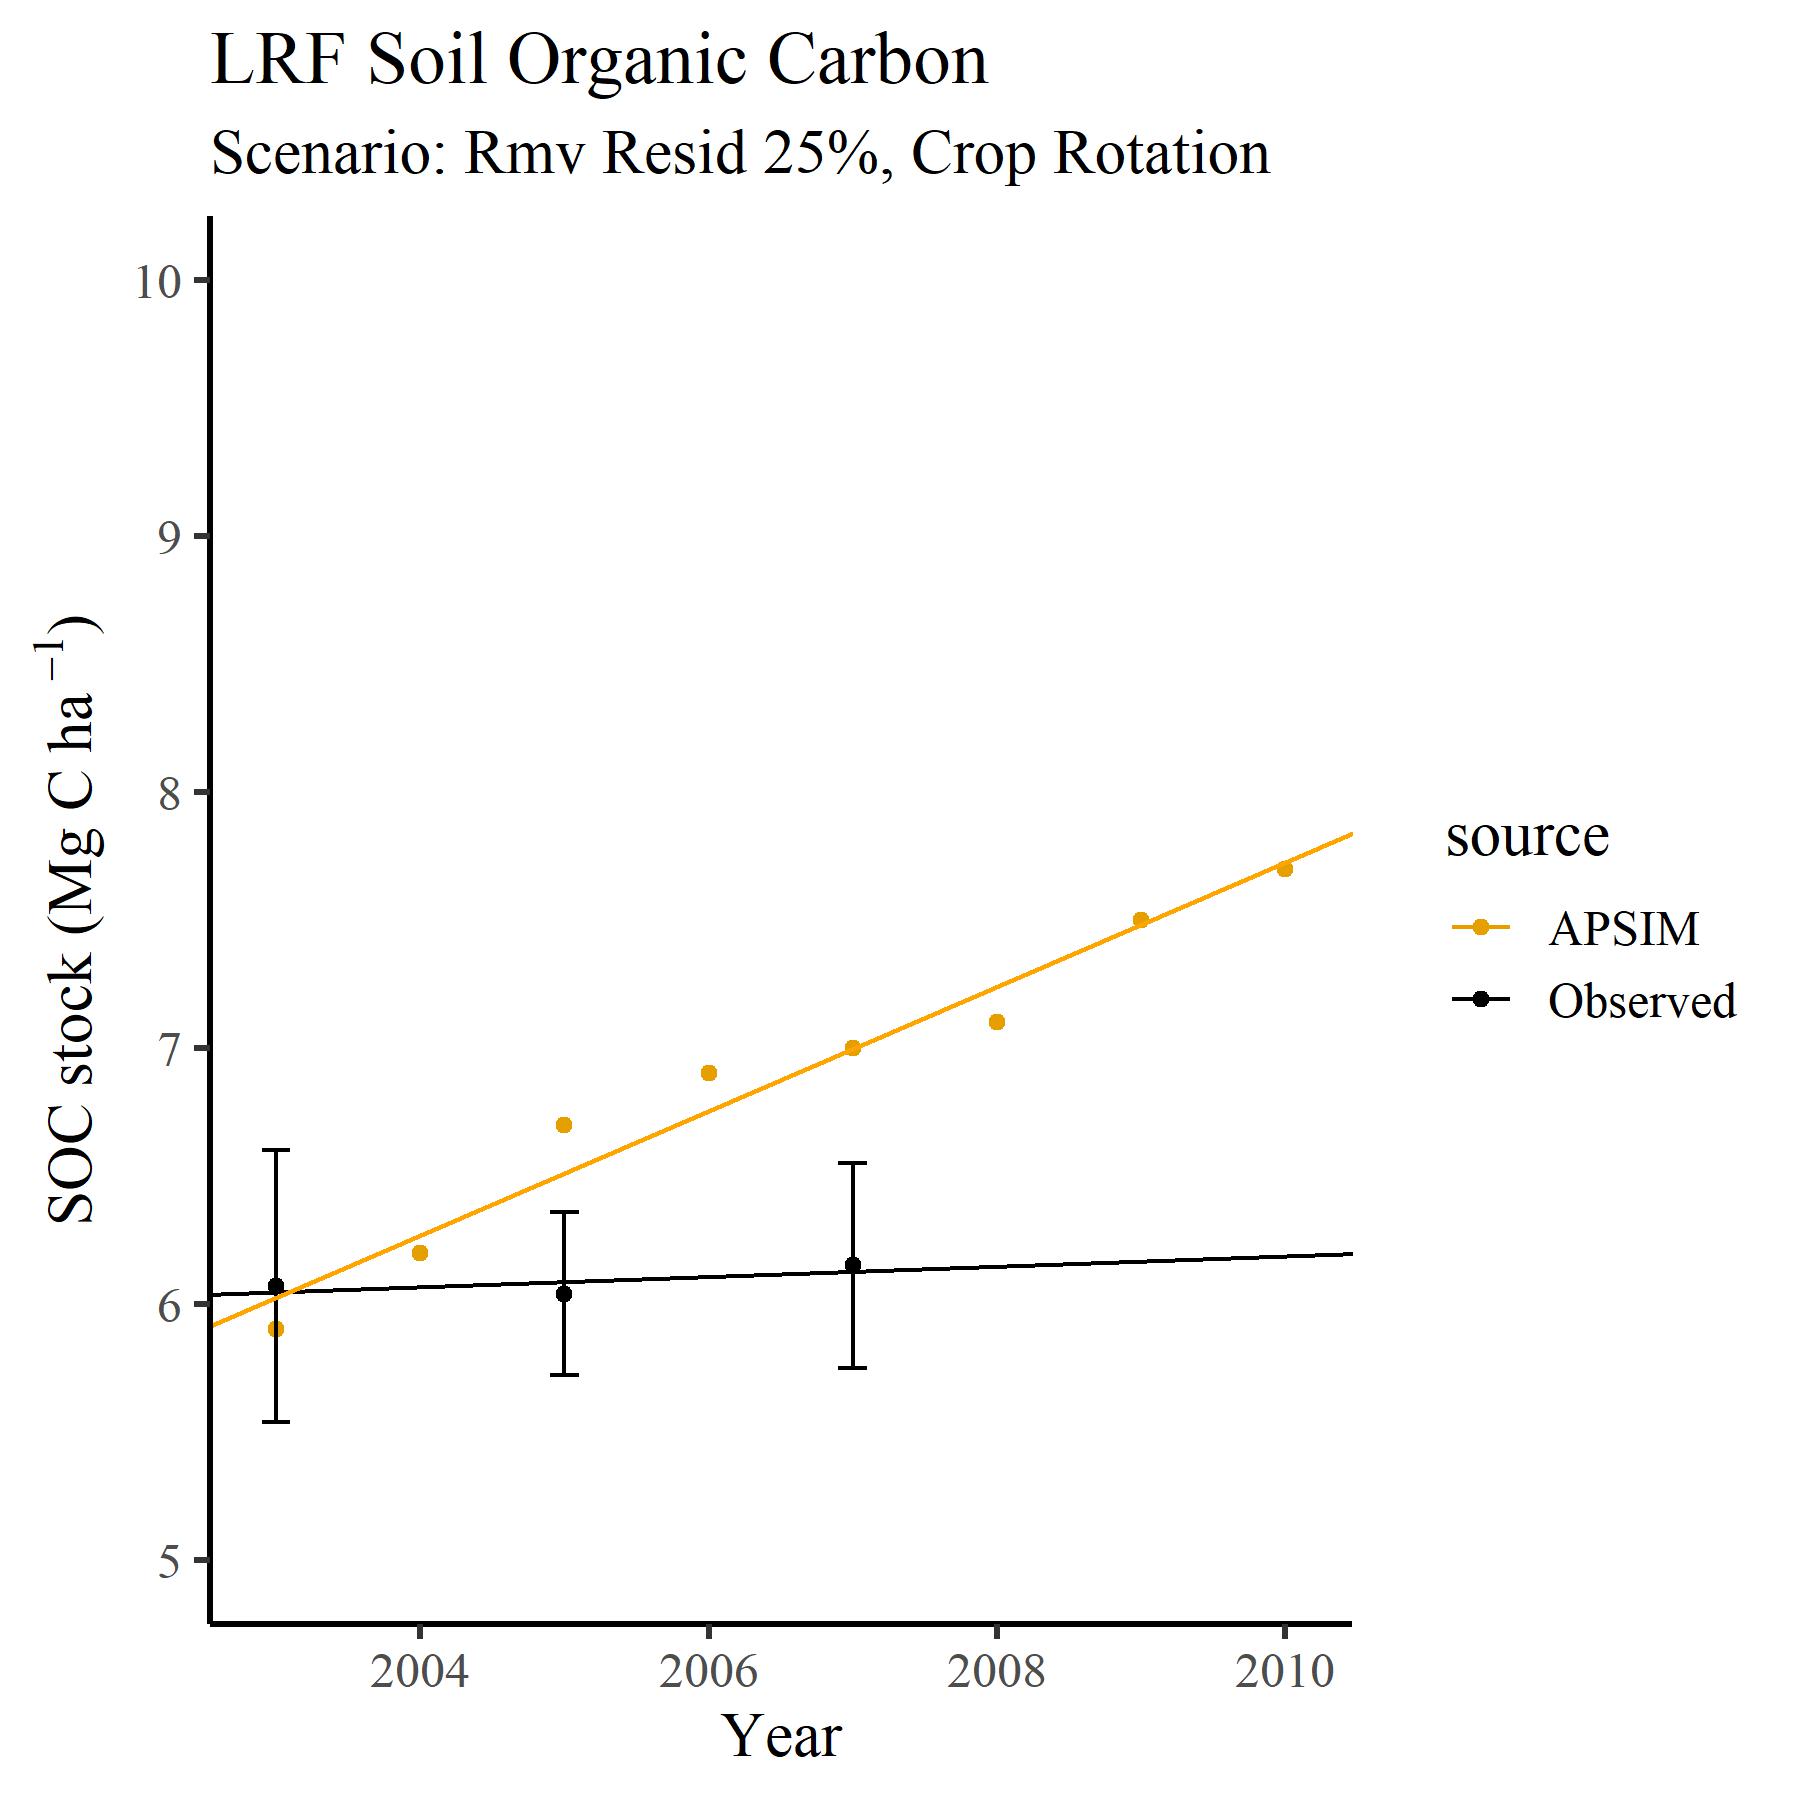 LRF Soil Organic Carbon
Scenario: Rmv Resid 25%, Crop Rotation
10
9
8
7
6
5
SOC stock (Mg C ha −1)
2004 2006 2008 2010
Year
source
APSIM
Observed